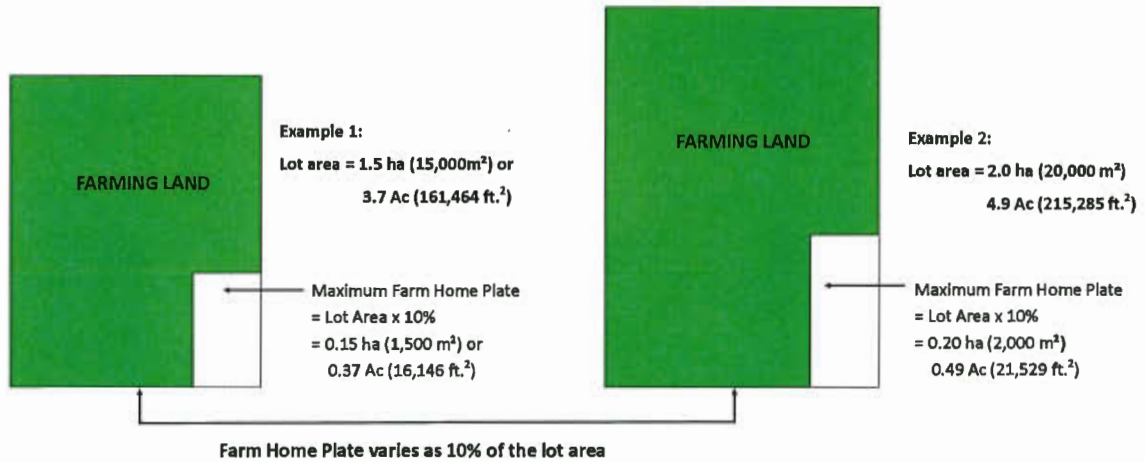 FARMING LAND
Example 1:
Lot area = 1.5 ha (15,000m²) or
3.7 Ac (161,464 ft.²)
Maximum Farm Home Plate
= Lot Area x 10%
= 0.15 ha (1,500 m²) or
0.37 Ac (16,146 ft.²)
FARMING LAND
Example 2:
Lot area = 2.0 ha (20,000 m²)
4.9 Ac (215,285 ft.²)
Maximum Farm Home Plate
= Lot Area x 10%
= 0.20 ha (2,000 m²)
0.49 Ac (21,529 ft.²)
Farm Home Plate varies as 10% of the lot area